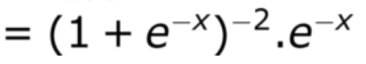 = (1 + e⁻ˣ)⁻².e⁻ˣ